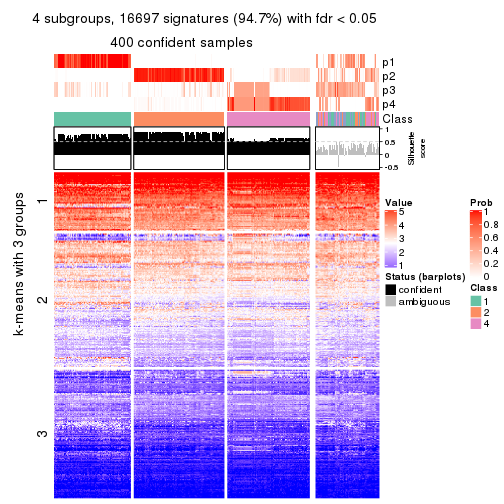 4 subgroups, 16697 signatures (94.7%) with fdr < 0.05
400 confident samples
p1
p2
p3
p4
Class
1
0.5
0
-0.5
Silhouette
score
k-means with 3 groups
1
2
3
Value
5
4
3
2
1
Status (barplots)
confident
ambiguous
Prob
1
0.8
0.6
0.4
0.2
0
Class
1
2
4